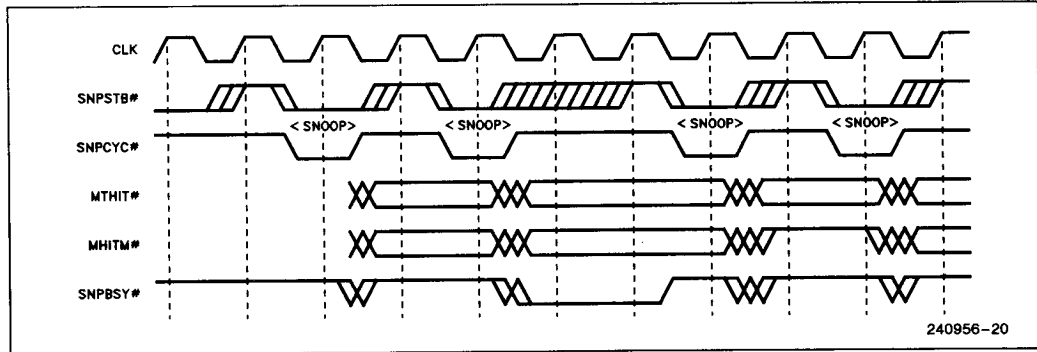 CLK
SNPSTB#
<SNOOP> <SNOOP> <SNOOP> <SNOOP>
SNPCYC#
MTHIT#
MHITM#
SNPBSY#
240956-20